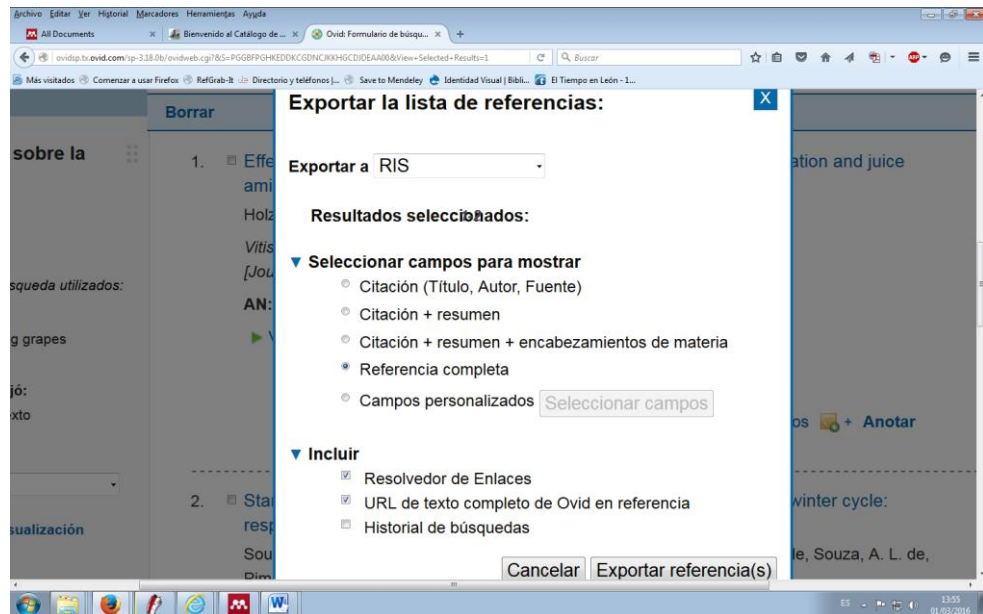 Archivo Editar Ver Historial Marcadores Herramientas Ayuda
All Documents × Bienvenido al Catálogo de ... × Ovid: Formulario de búsqu... × +
ovidsp.tx.ovid.com/sp-3.18.0b/ovidweb.cgi?&S=PGGBFPGHKEDDKCGDNCJKKHGCDJDEAA00&View+Selected+Results=1 Buscar
Más visitados Comenzar a usar Firefox RefGrab-It Directorio y teléfonos |... Save to Mendeley Identidad Visual | Bibli... El Tiempo en León - 1...
Exportar la lista de referencias: X
Borrar
sobre la
1. Effe
ation and juice
ami
Exportar a RIS
Holz
Resultados seleccionados:
Vitis
[Jou
Seleccionar campos para mostrar
squeda utilizados:
Citación (Título, Autor, Fuente)
AN:
Citación + resumen
g grapes
Citación + resumen + encabezamientos de materia
Referencia completa
jó:
Campos personalizados Seleccionar campos
xto
os + Anotar
Incluir
Resolvedor de Enlaces
2. Sta
URL de texto completo de Ovid en referencia
winter cycle:
sualización
resp
Historial de búsquedas
Sou
le, Souza, A. L. de,
Cancelar Exportar referencia(s)
ES 13:55
01/03/2016